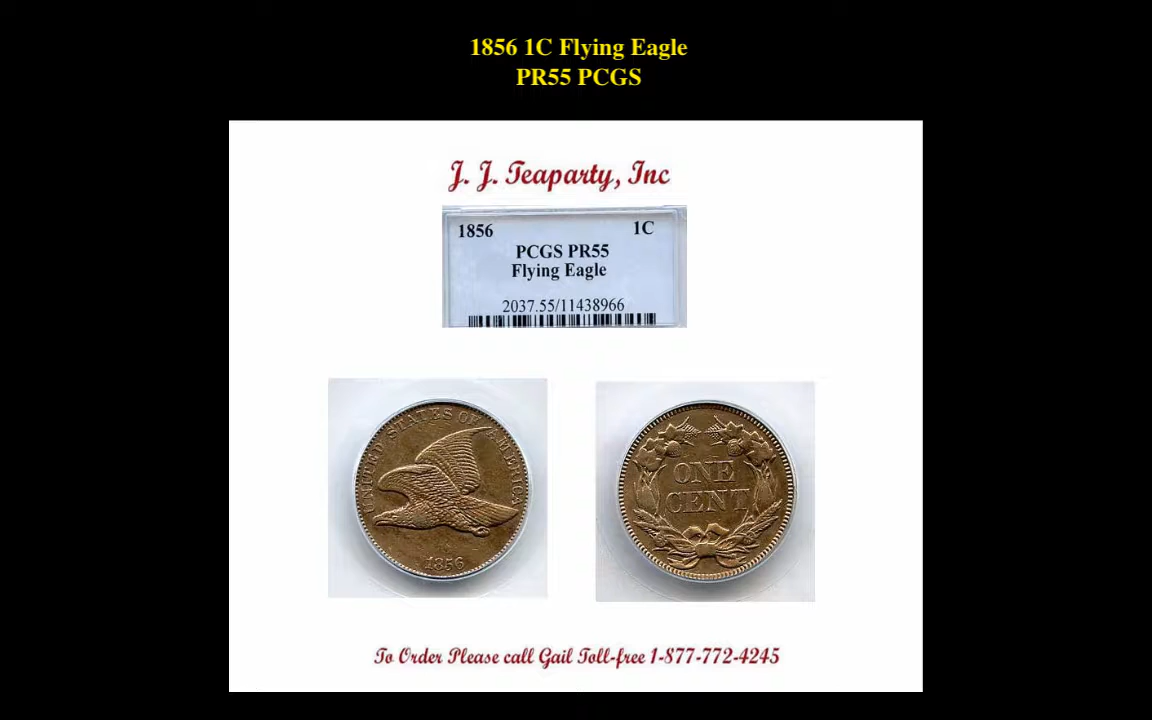 1856 1C Flying Eagle
PR55 PCGS
J. J. Teaparty, Inc
1856 1C
PCGS PR55
Flying Eagle
2037.55/11438966
UNITED STATES OF AMERICA
1856
ONE
CENT
To Order Please call Gail Toll-free 1-877-772-4245